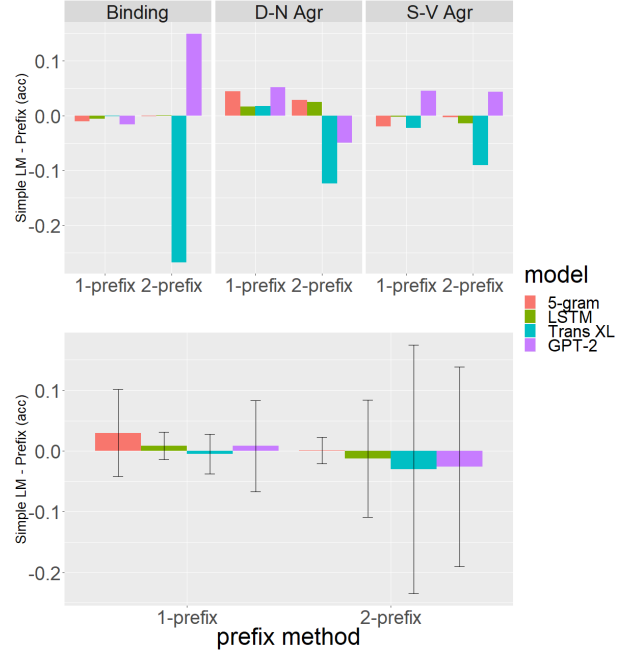 Binding D-N Agr S-V Agr
Simple LM - Prefix (acc)
0.1
0.0
-0.1
-0.2
1-prefix 2-prefix 1-prefix 2-prefix 1-prefix 2-prefix
model
5-gram
LSTM
Trans XL
GPT-2
Simple LM - Prefix (acc)
0.1
0.0
-0.1
-0.2
1-prefix 2-prefix
prefix method